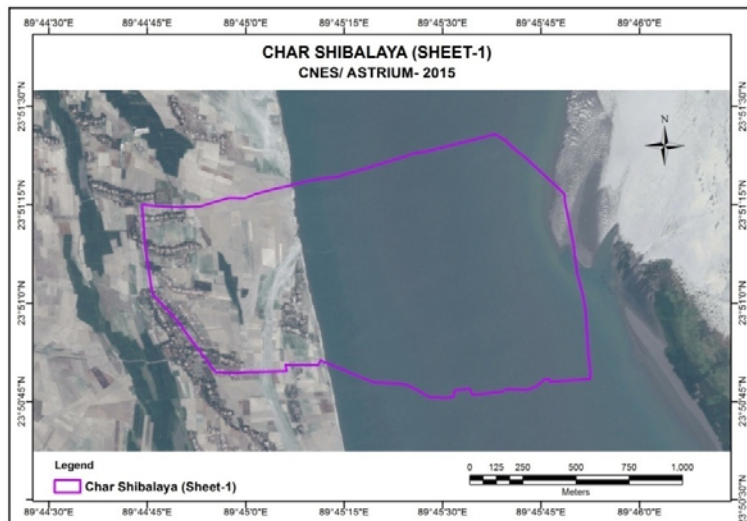 89°44'30"E 89°44'45"E 89°45'0"E 89°45'15"E 89°45'30"E 89°45'45"E 89°46'0"E
CHAR SHIBALAYA (SHEET-1)
CNES/ ASTRIUM- 2015
23°51'30"N 23°51'30"N
N
23°51'15"N 23°51'15"N
23°51'0"N 23°51'0"N
23°50'45"N 23°50'45"N
Legend
Char Shibalaya (Sheet-1)
0 125 250 500 750 1,000
Meters
23°50'30"N
89°44'30"E 89°44'45"E 89°45'0"E 89°45'15"E 89°45'30"E 89°45'45"E 89°46'0"E